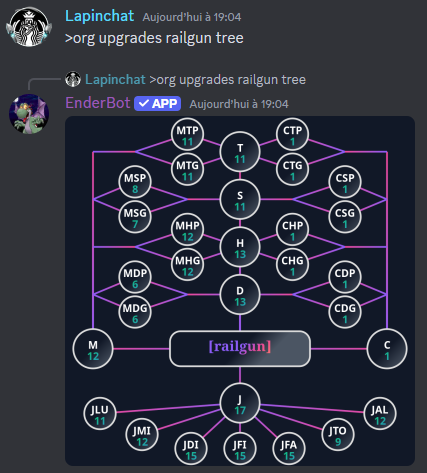 Lapinchat Aujourd'hui à 19:04
>org upgrades railgun tree
Lapinchat >org upgrades railgun tree
EnderBot APP Aujourd'hui à 19:04
MTP
11
T
11
CTP
1
MTG
11
CTG
1
MSP
8
S
11
CSP
1
MSG
7
CSG
1
MHP
12
H
13
CHP
1
MHG
12
CHG
1
MDP
6
D
13
CDP
1
MDG
6
CDG
1
M
12
[railgun]
C
1
J
17
JLU
11
JAL
12
JMI
12
JTO
9
JDI
15
JFI
15
JFA
15